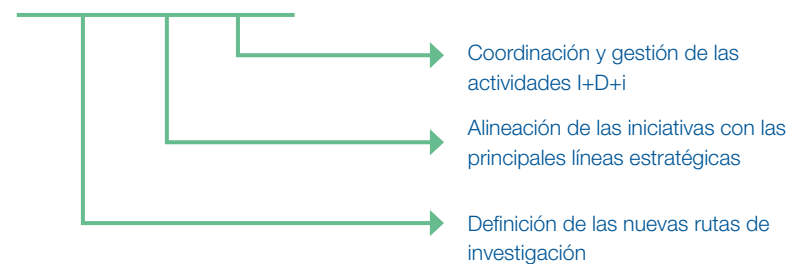 Coordinación y gestión de las
actividades I+D+i
Alineación de las iniciativas con las
principales líneas estratégicas
Definición de las nuevas rutas de
investigación